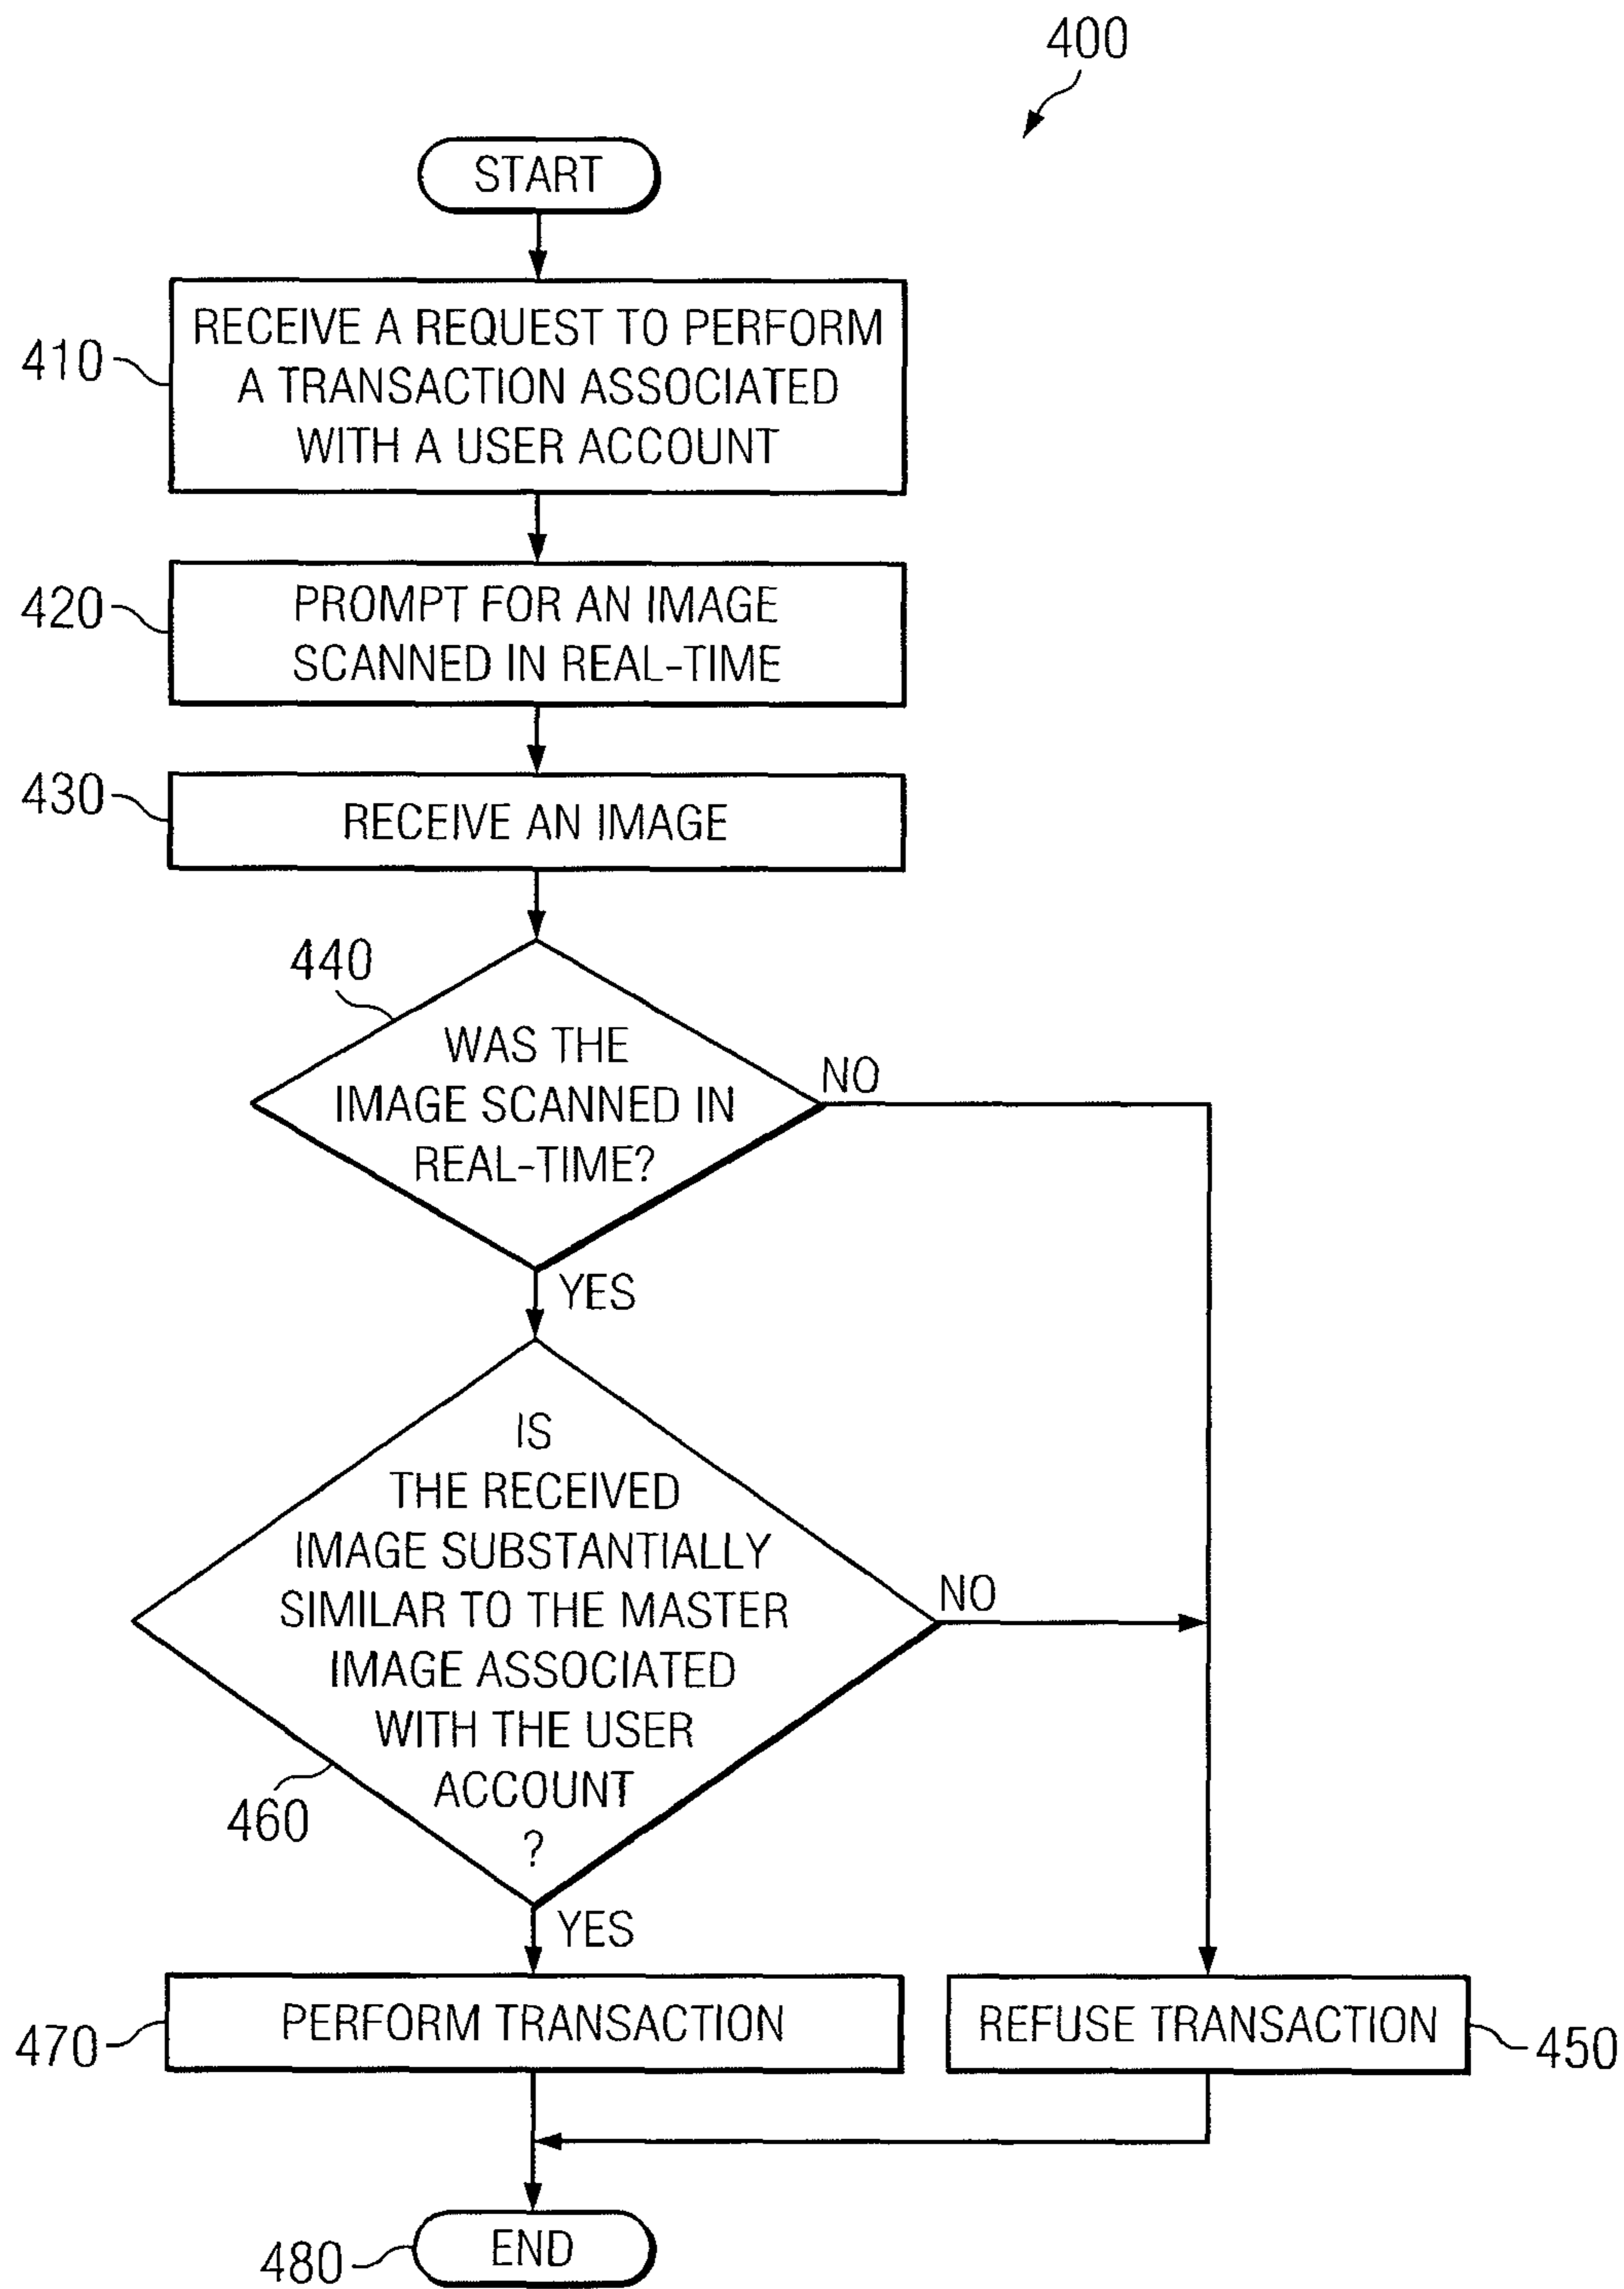 400
START
410
RECEIVE A REQUEST TO PERFORM
A TRANSACTION ASSOCIATED
WITH A USER ACCOUNT
420
PROMPT FOR AN IMAGE
SCANNED IN REAL-TIME
430
RECEIVE AN IMAGE
440
WAS THE
IMAGE SCANNED IN
REAL-TIME?
NO
YES
IS
THE RECEIVED
IMAGE SUBSTANTIALLY
SIMILAR TO THE MASTER
IMAGE ASSOCIATED
WITH THE USER
ACCOUNT
?
NO
460
YES
470
PERFORM TRANSACTION
REFUSE TRANSACTION
450
480
END